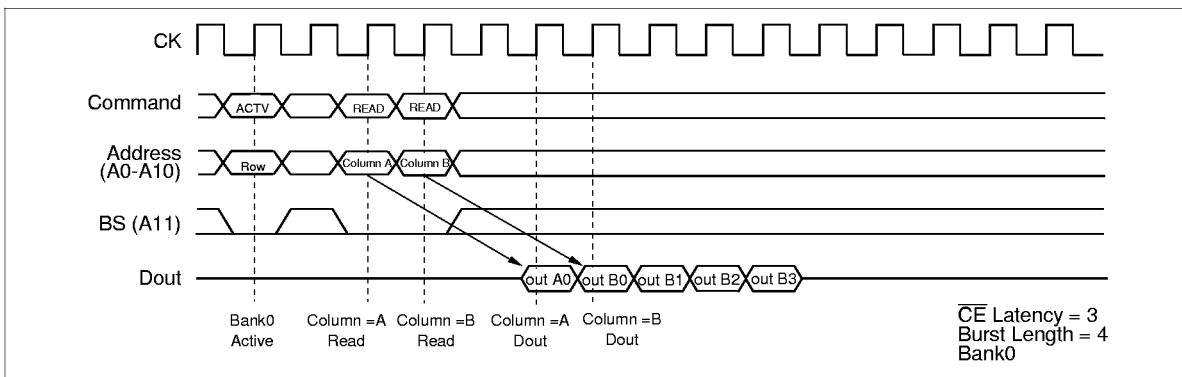 CK
Command
ACTV
READ
READ
Address
(A0-A10)
Row
Column A
Column B
BS (A11)
Dout
out A0
out B0
out B1
out B2
out B3
Bank0
Active
Column =A
Read
Column =B
Read
Column =A
Dout
Column =B
Dout
CE Latency = 3
Burst Length = 4
Bank0